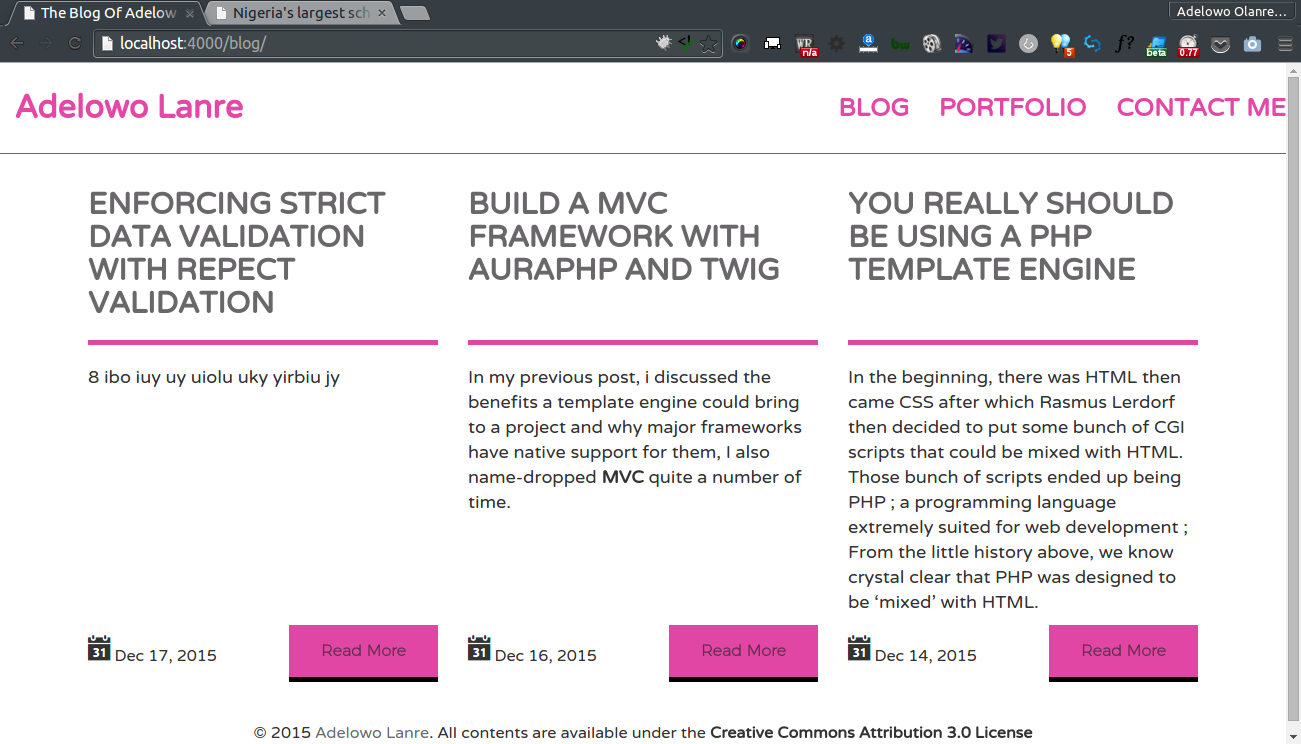 The Blog Of Adelow
Nigeria's largest sch
Adelowo Olanre...
localhost:4000/blog/
WR
n/a
a
bw
5
f?
beta
0.77
Adelowo Lanre
BLOG PORTFOLIO CONTACT ME
ENFORCING STRICT
DATA VALIDATION
WITH REPECT
VALIDATION
8 ibo iuy uy uiolu uky yirbiu jy
31 Dec 17, 2015
Read More
BUILD A MVC
FRAMEWORK WITH
AURAPHP AND TWIG
In my previous post, i discussed the
benefits a template engine could bring
to a project and why major frameworks
have native support for them, I also
name-dropped MVC quite a number of
time.
31 Dec 16, 2015
Read More
YOU REALLY SHOULD
BE USING A PHP
TEMPLATE ENGINE
In the beginning, there was HTML then
came CSS after which Rasmus Lerdorf
then decided to put some bunch of CGI
scripts that could be mixed with HTML.
Those bunch of scripts ended up being
PHP ; a programming language
extremely suited for web development ;
From the little history above, we know
crystal clear that PHP was designed to
be ‘mixed’ with HTML.
31 Dec 14, 2015
Read More
© 2015 Adelowo Lanre. All contents are available under the Creative Commons Attribution 3.0 License